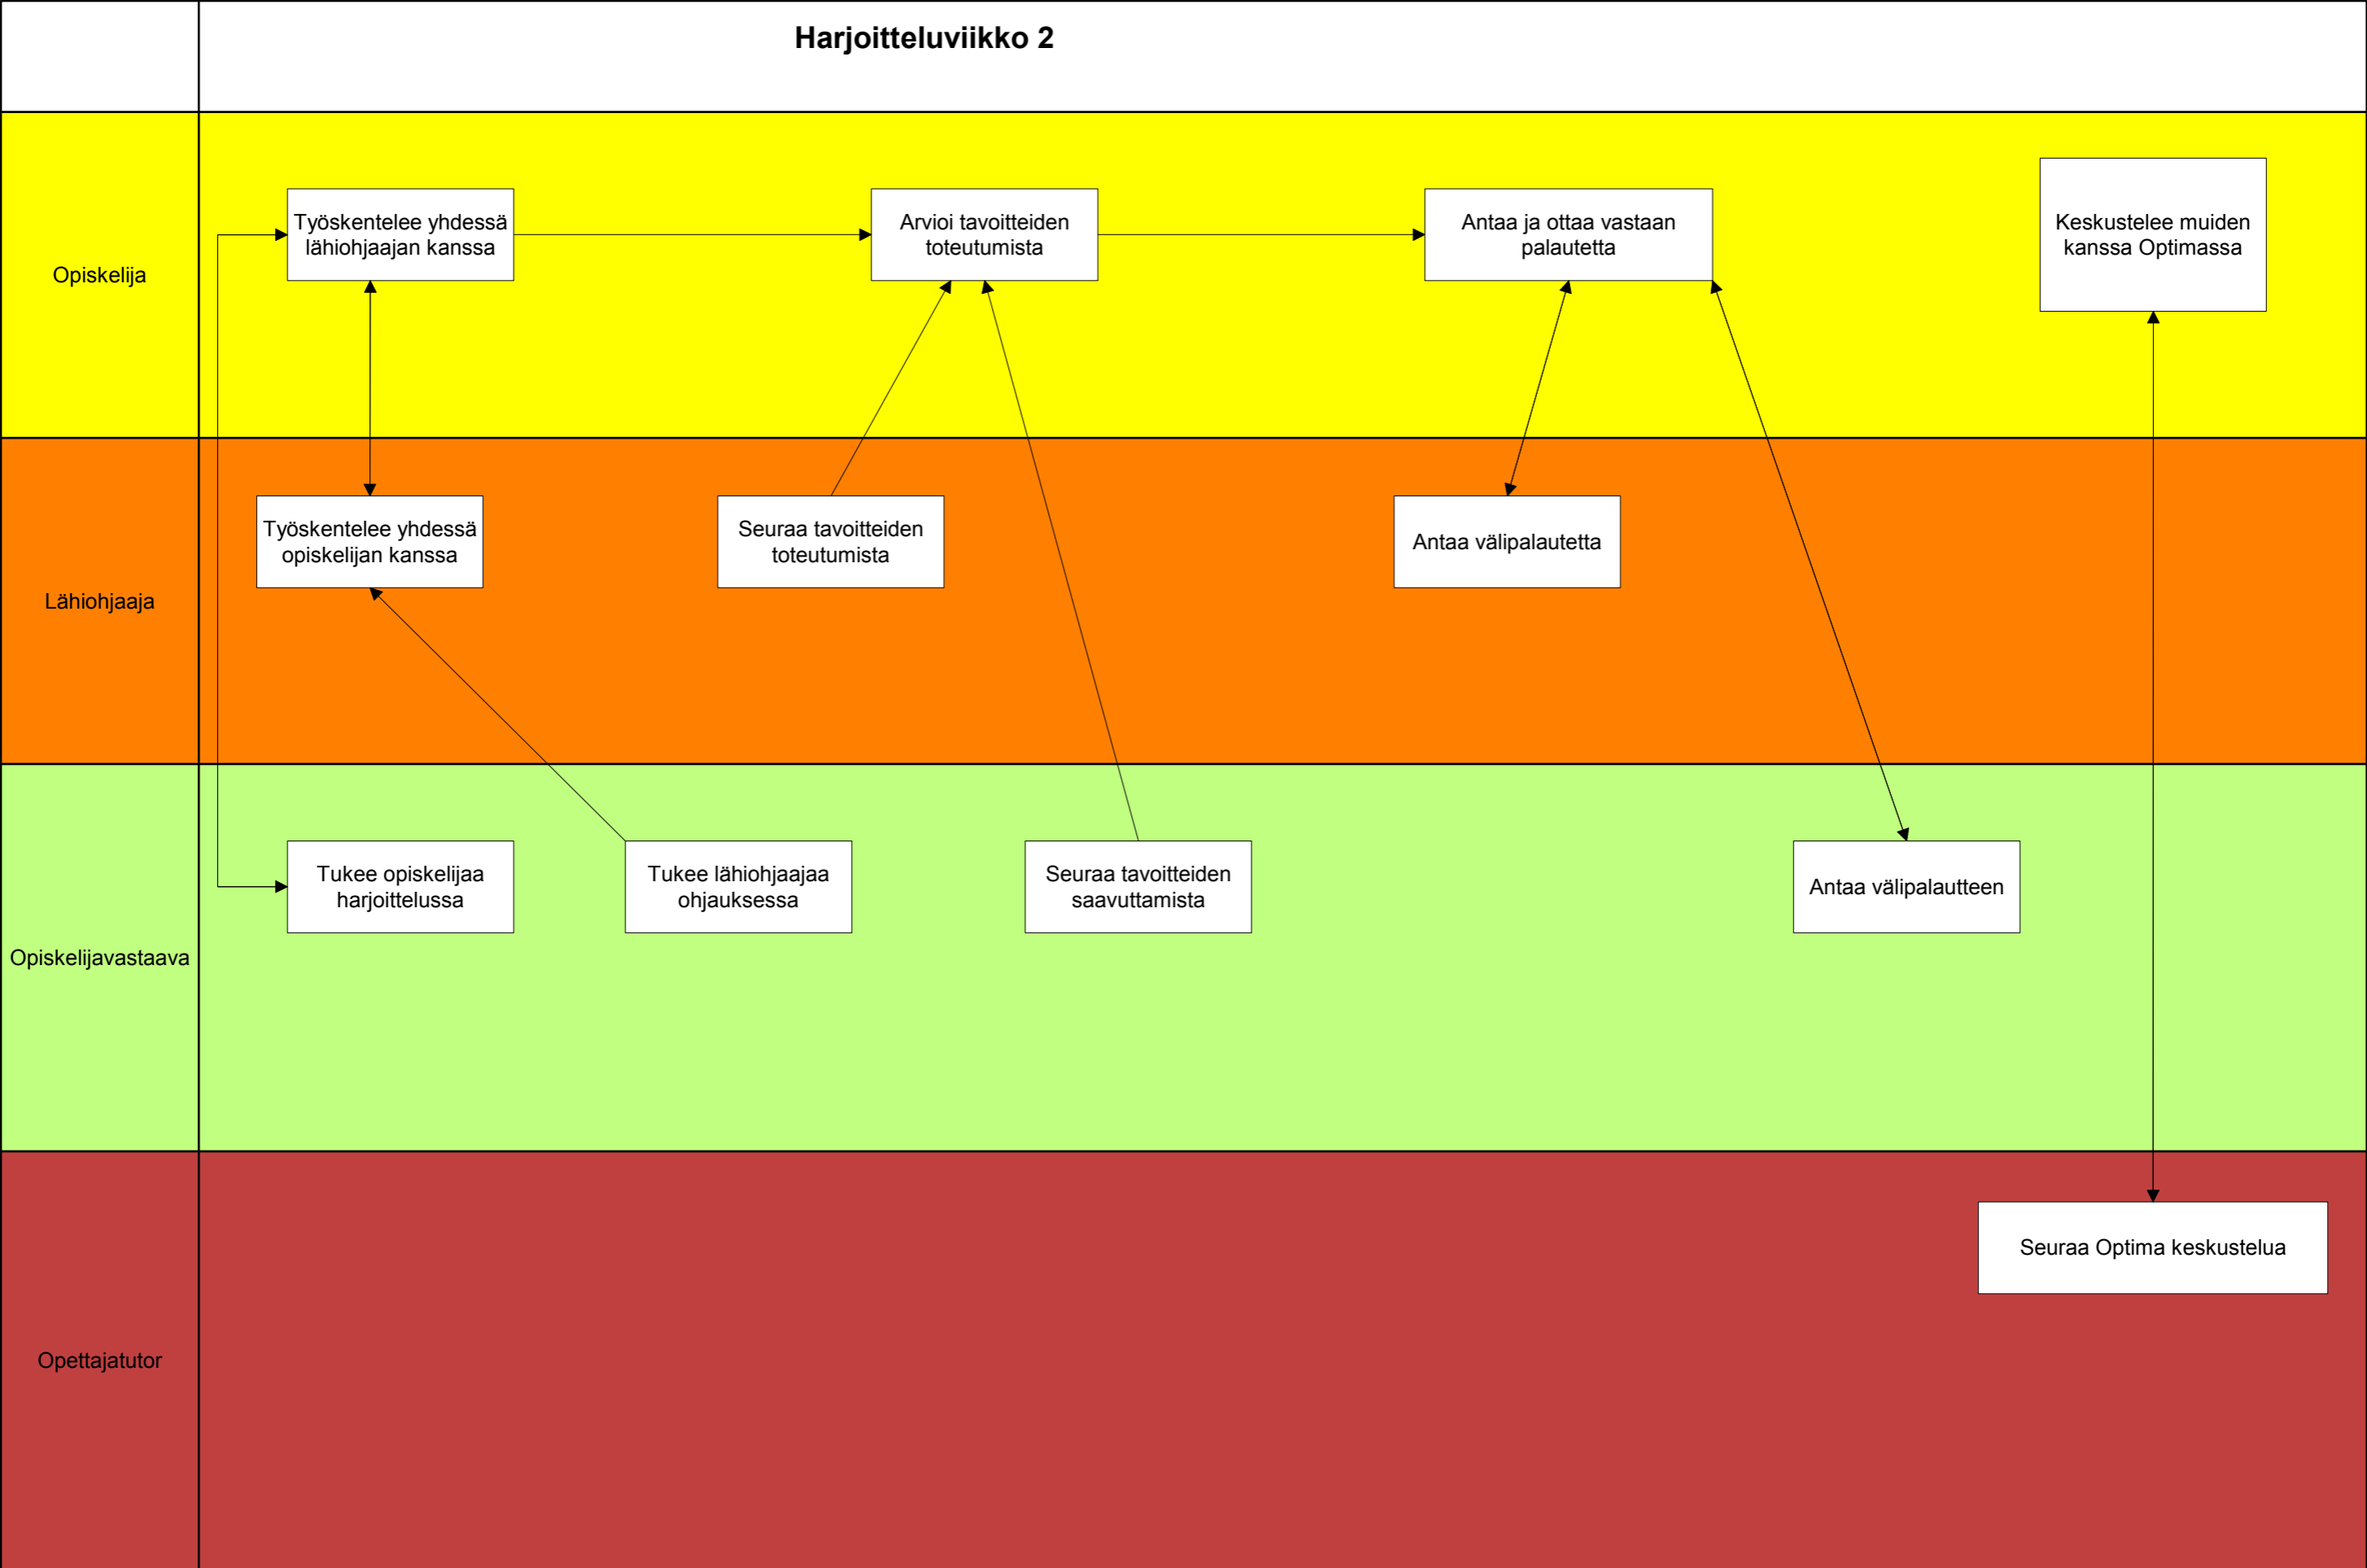 Harjoitteluviikko 2
Opiskelija
Työskentelee yhdessä
lähiohjaajan kanssa
Arvioi tavoitteiden
toteutumista
Antaa ja ottaa vastaan
palautetta
Keskustelee muiden
kanssa Optimassa
Lähiohjaaja
Työskentelee yhdessä
opiskelijan kanssa
Seuraa tavoitteiden
toteutumista
Antaa välipalautetta
Opiskelijavastaava
Tukee opiskelijaa
harjoittelussa
Tukee lähiohjaajaa
ohjauksessa
Seuraa tavoitteiden
saavuttamista
Antaa välipalautteen
Opettajatutor
Seuraa Optima keskustelua